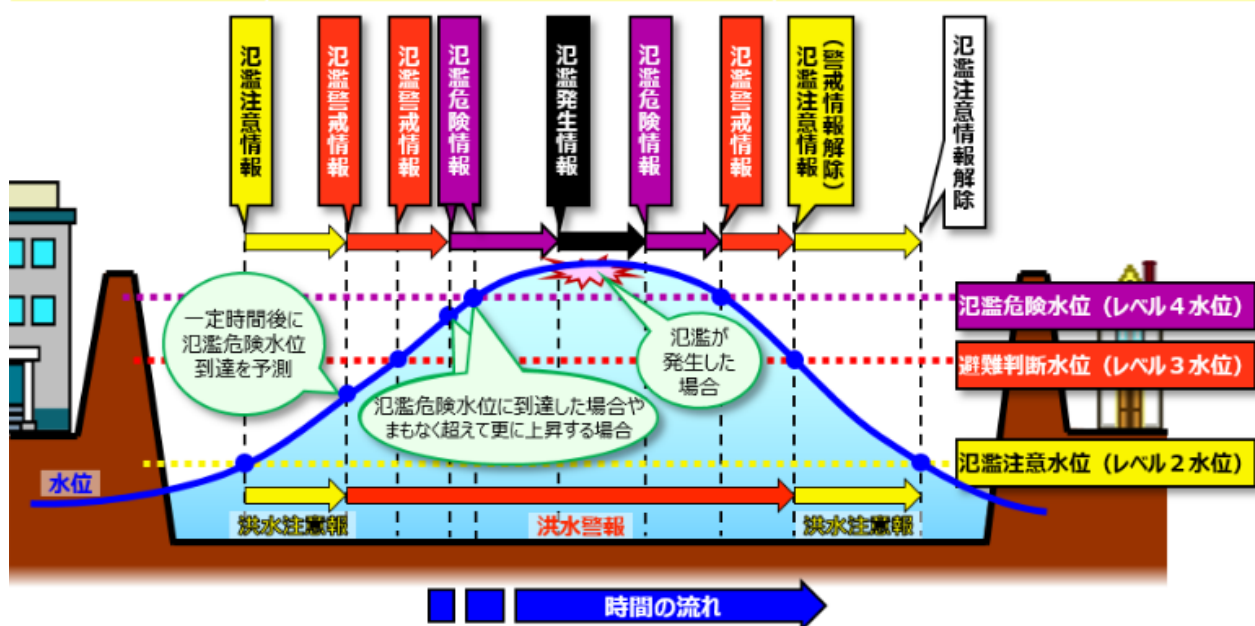 氾濫注意情報
氾濫警戒情報
氾濫警戒情報
氾濫危険情報
氾濫発生情報
氾濫危険情報
氾濫警戒情報
(警戒情報解除)
氾濫注意情報
氾濫注意情報解除
一定時間後に
氾濫危険水位
到達を予測
氾濫危険水位に到達した場合や
まもなく超えて更に上昇する場合
氾濫が
発生した
場合
氾濫危険水位(レベル4水位)
避難判断水位(レベル3水位)
氾濫注意水位(レベル2水位)
水位
洪水注意報
洪水警報
洪水注意報
時間の流れ